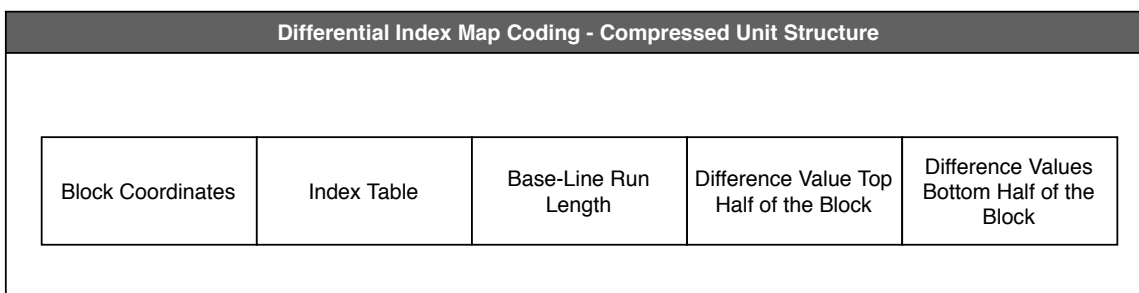 Differential Index Map Coding - Compressed Unit Structure
Block Coordinates
Index Table
Base-Line Run
Length
Difference Value Top
Half of the Block
Difference Values
Bottom Half of the
Block